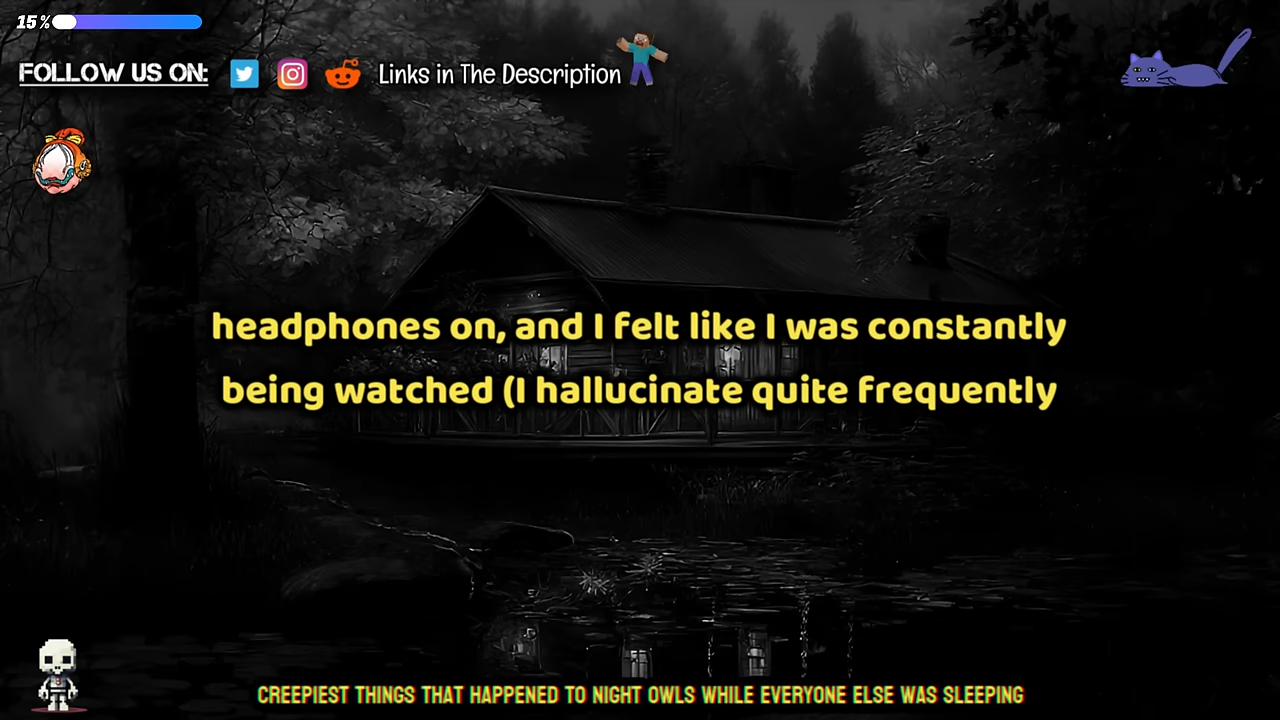 15%
FOLLOW US ON:
Links in The Description
headphones on, and I felt like I was constantly
being watched (I hallucinate quite frequently
CREEPIEST THINGS THAT HAPPENED TO NIGHT OWLS WHILE EVERYONE ELSE WAS SLEEPING